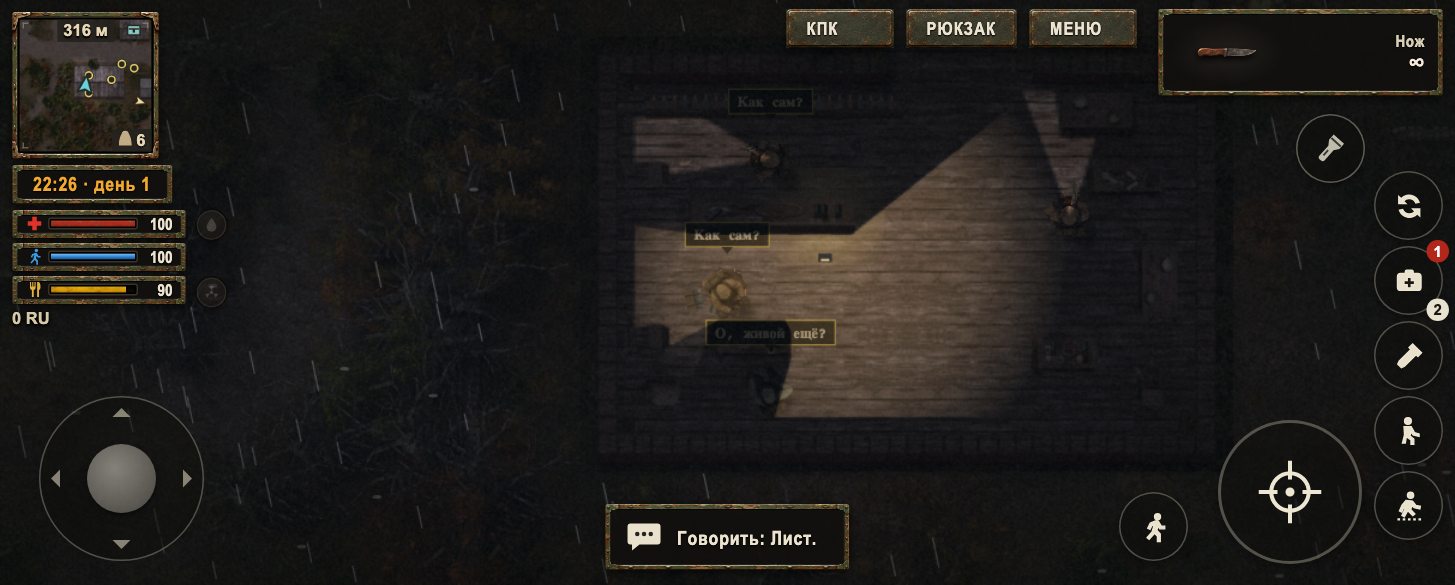 316 м
6
22:26 · день 1
100
100
90
0 RU
КПК
РЮКЗАК
МЕНЮ
Нож
∞
Как сам?
Как сам?
О, живой ещё?
1
2
Говорить: Лист.